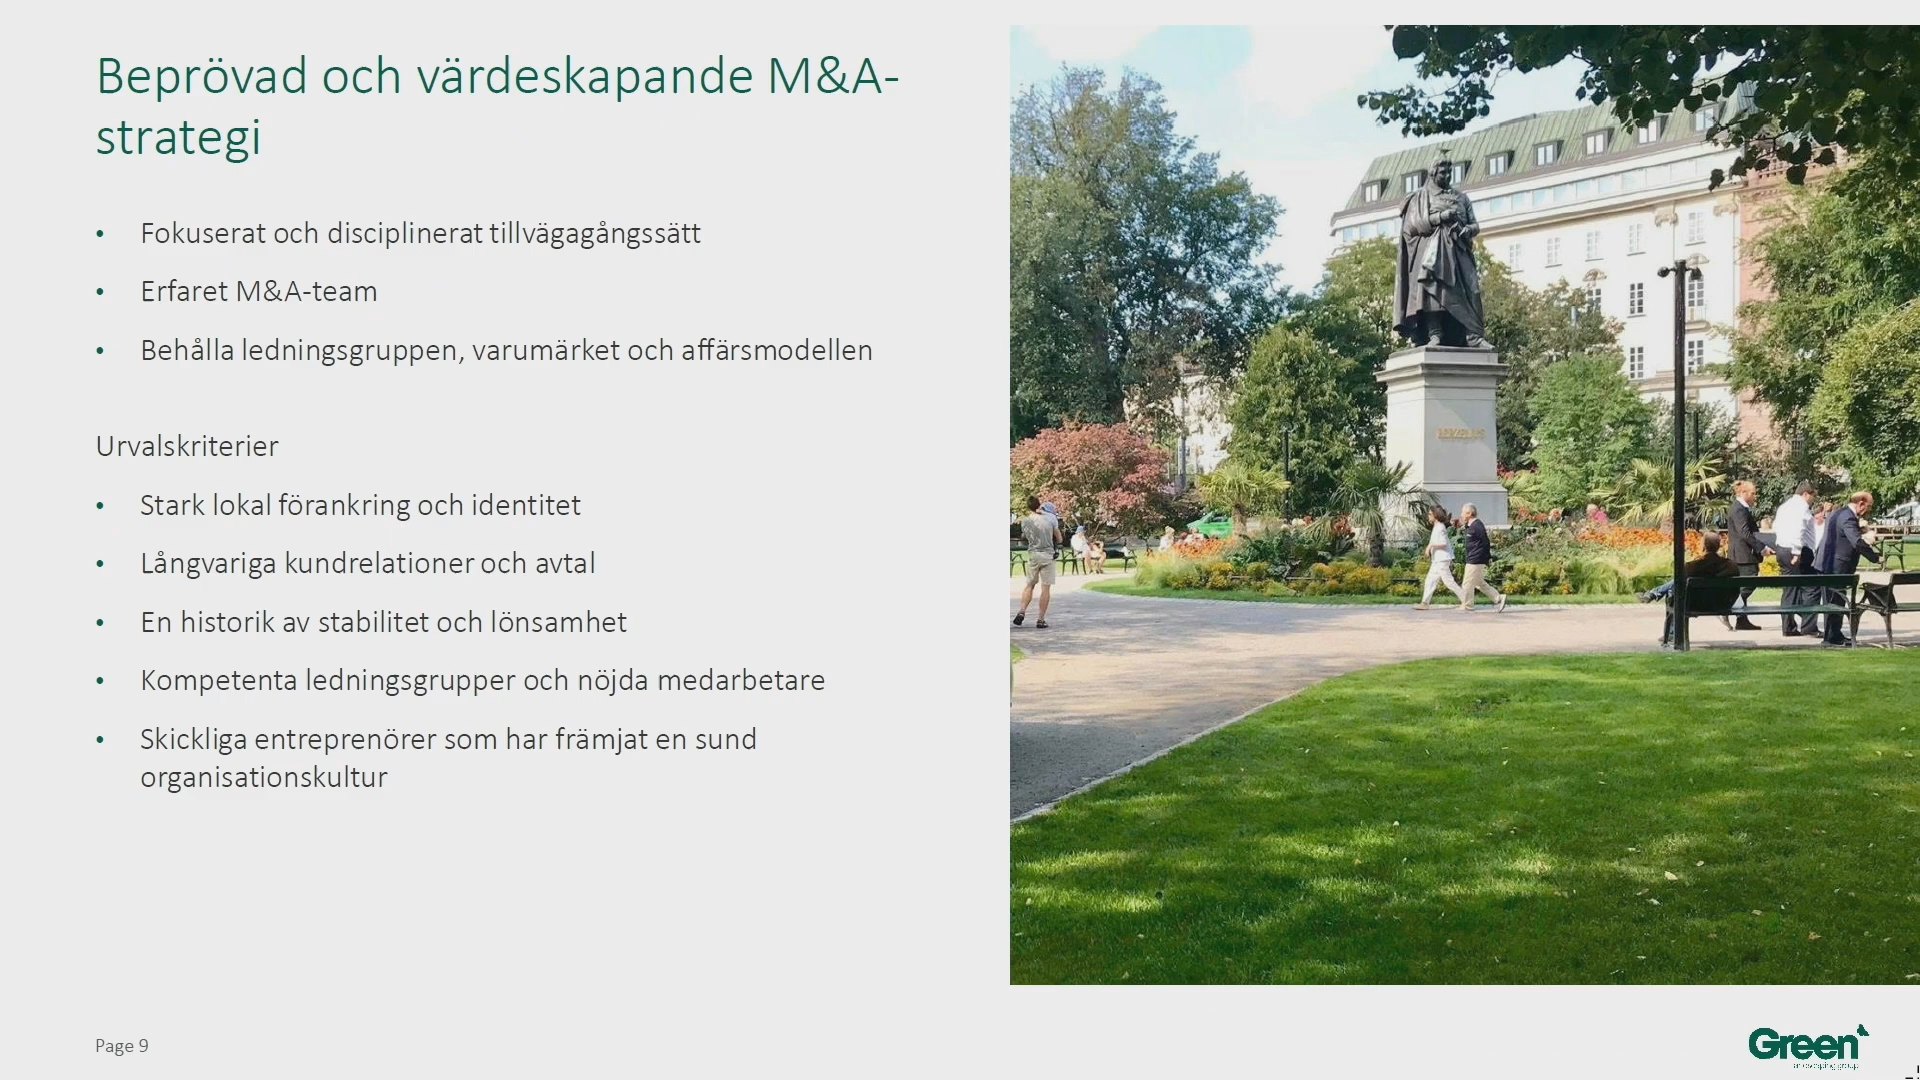 Beprövad och värdeskapande M&A-
strategi
• Fokuserat och disciplinerat tillvägagångssätt
• Erfaret M&A-team
• Behålla ledningsgruppen, varumärket och affärsmodellen
Urvalskriterier
• Stark lokal förankring och identitet
• Långvariga kundrelationer och avtal
• En historik av stabilitet och lönsamhet
• Kompetenta ledningsgrupper och nöjda medarbetare
• Skickliga entreprenörer som har främjat en sund
organisationskultur
BERZELIUS
Page 9
Green